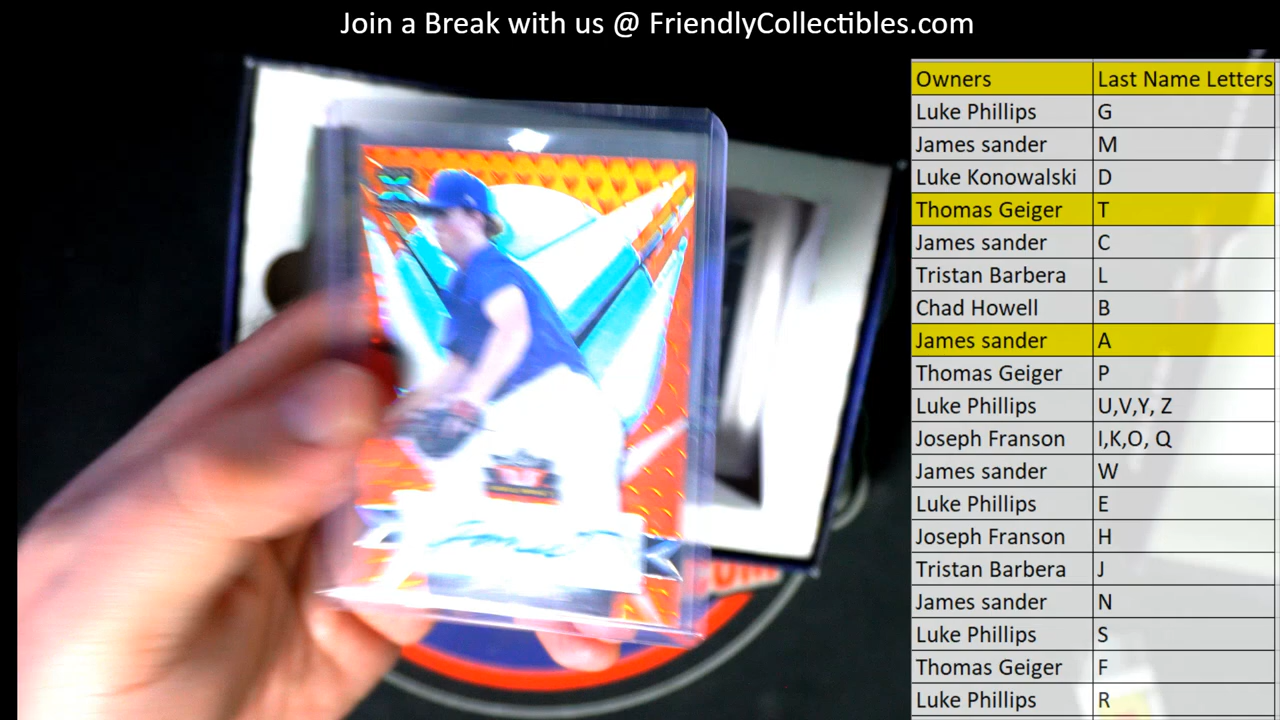 Join a Break with us @ FriendlyCollectibles.com
Owners Last Name Letters
Luke Phillips G
James sander M
Luke Konowalski D
Thomas Geiger T
James sander C
Tristan Barbera L
Chad Howell B
James sander A
Thomas Geiger P
Luke Phillips U,V,Y, Z
Joseph Franson I,K,O, Q
James sander W
Luke Phillips E
Joseph Franson H
Tristan Barbera J
James sander N
Luke Phillips S
Thomas Geiger F
Luke Phillips R